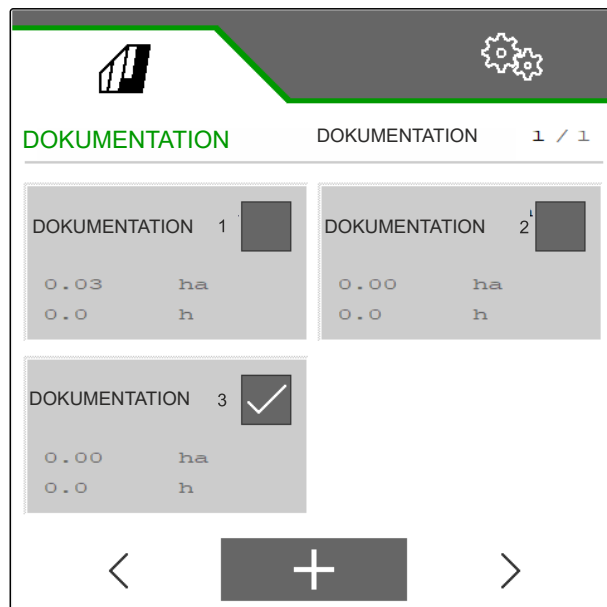 DOKUMENTATION DOKUMENTATION 1 / 1
DOKUMENTATION 1
0.03 ha
0.0 h
DOKUMENTATION 2
0.00 ha
0.0 h
DOKUMENTATION 3
0.00 ha
0.0 h